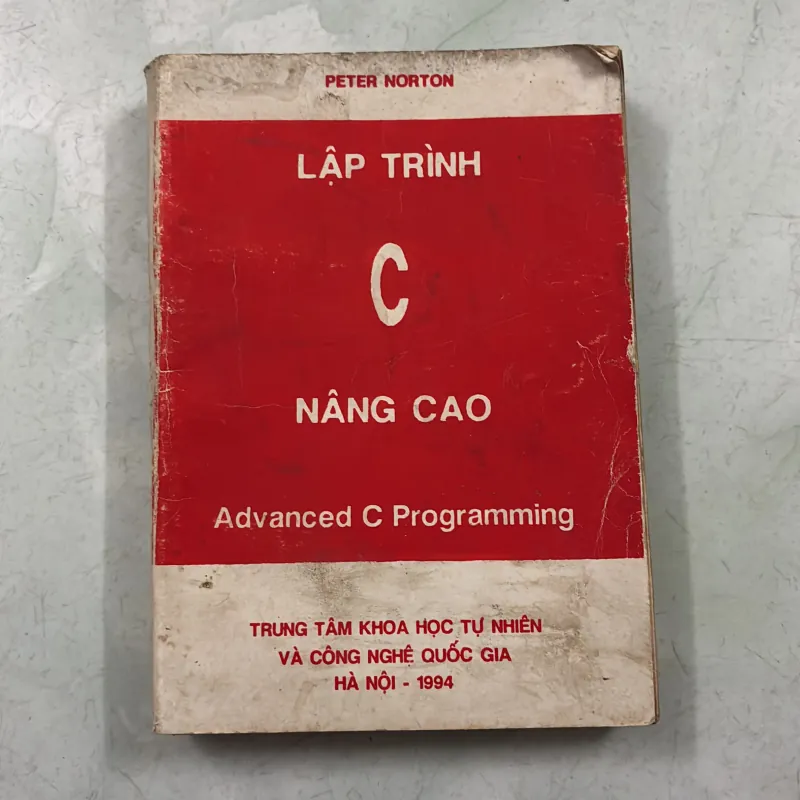 PETER NORTON
LẬP TRÌNH
C
NÂNG CAO
Advanced C Programming
TRUNG TÂM KHOA HỌC TỰ NHIÊN
VÀ CÔNG NGHỆ QUỐC GIA
HÀ NỘI - 1994